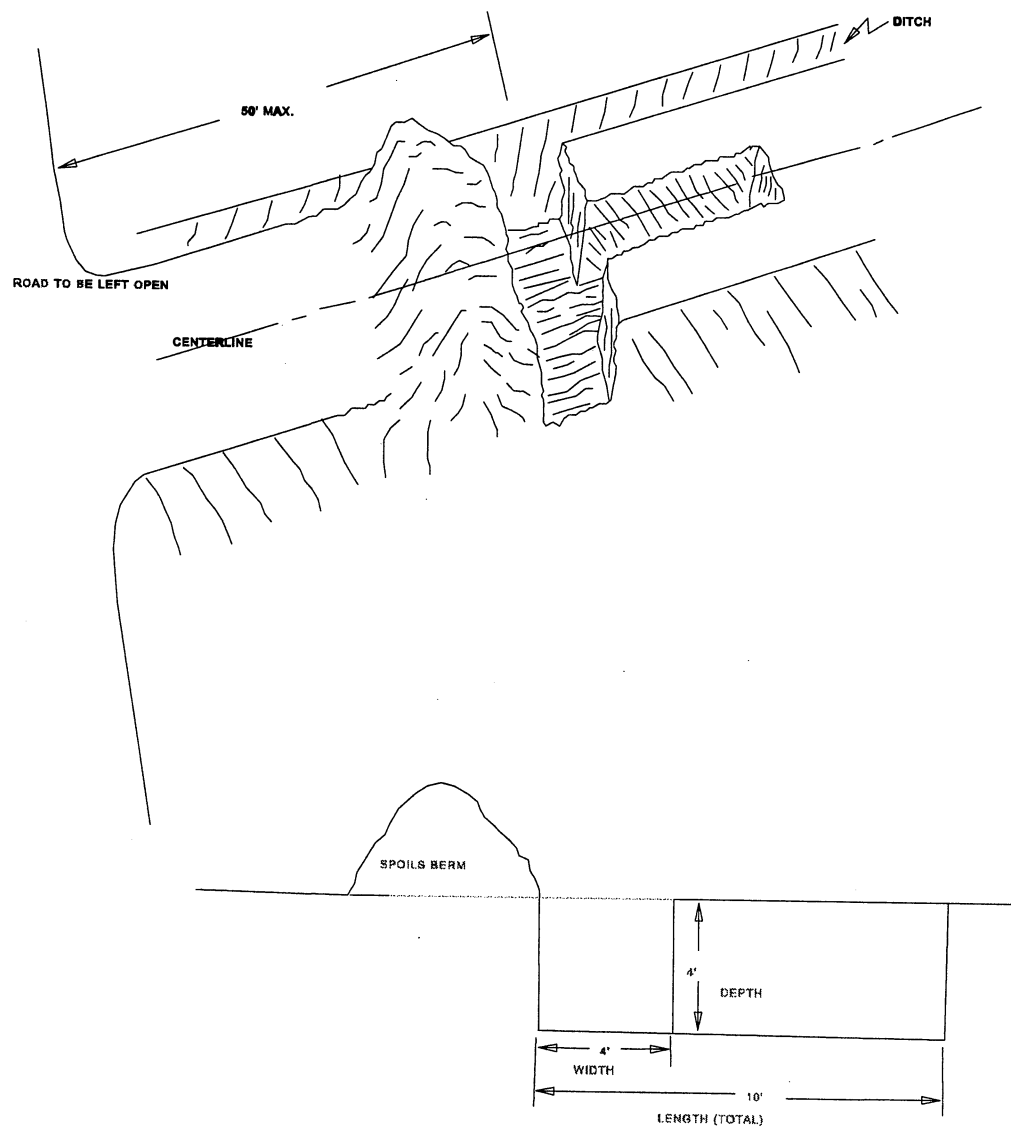 DITCH
50' MAX.
ROAD TO BE LEFT OPEN
CENTERLINE
SPOILS BERM
4'
DEPTH
4'
WIDTH
10'
LENGTH (TOTAL)